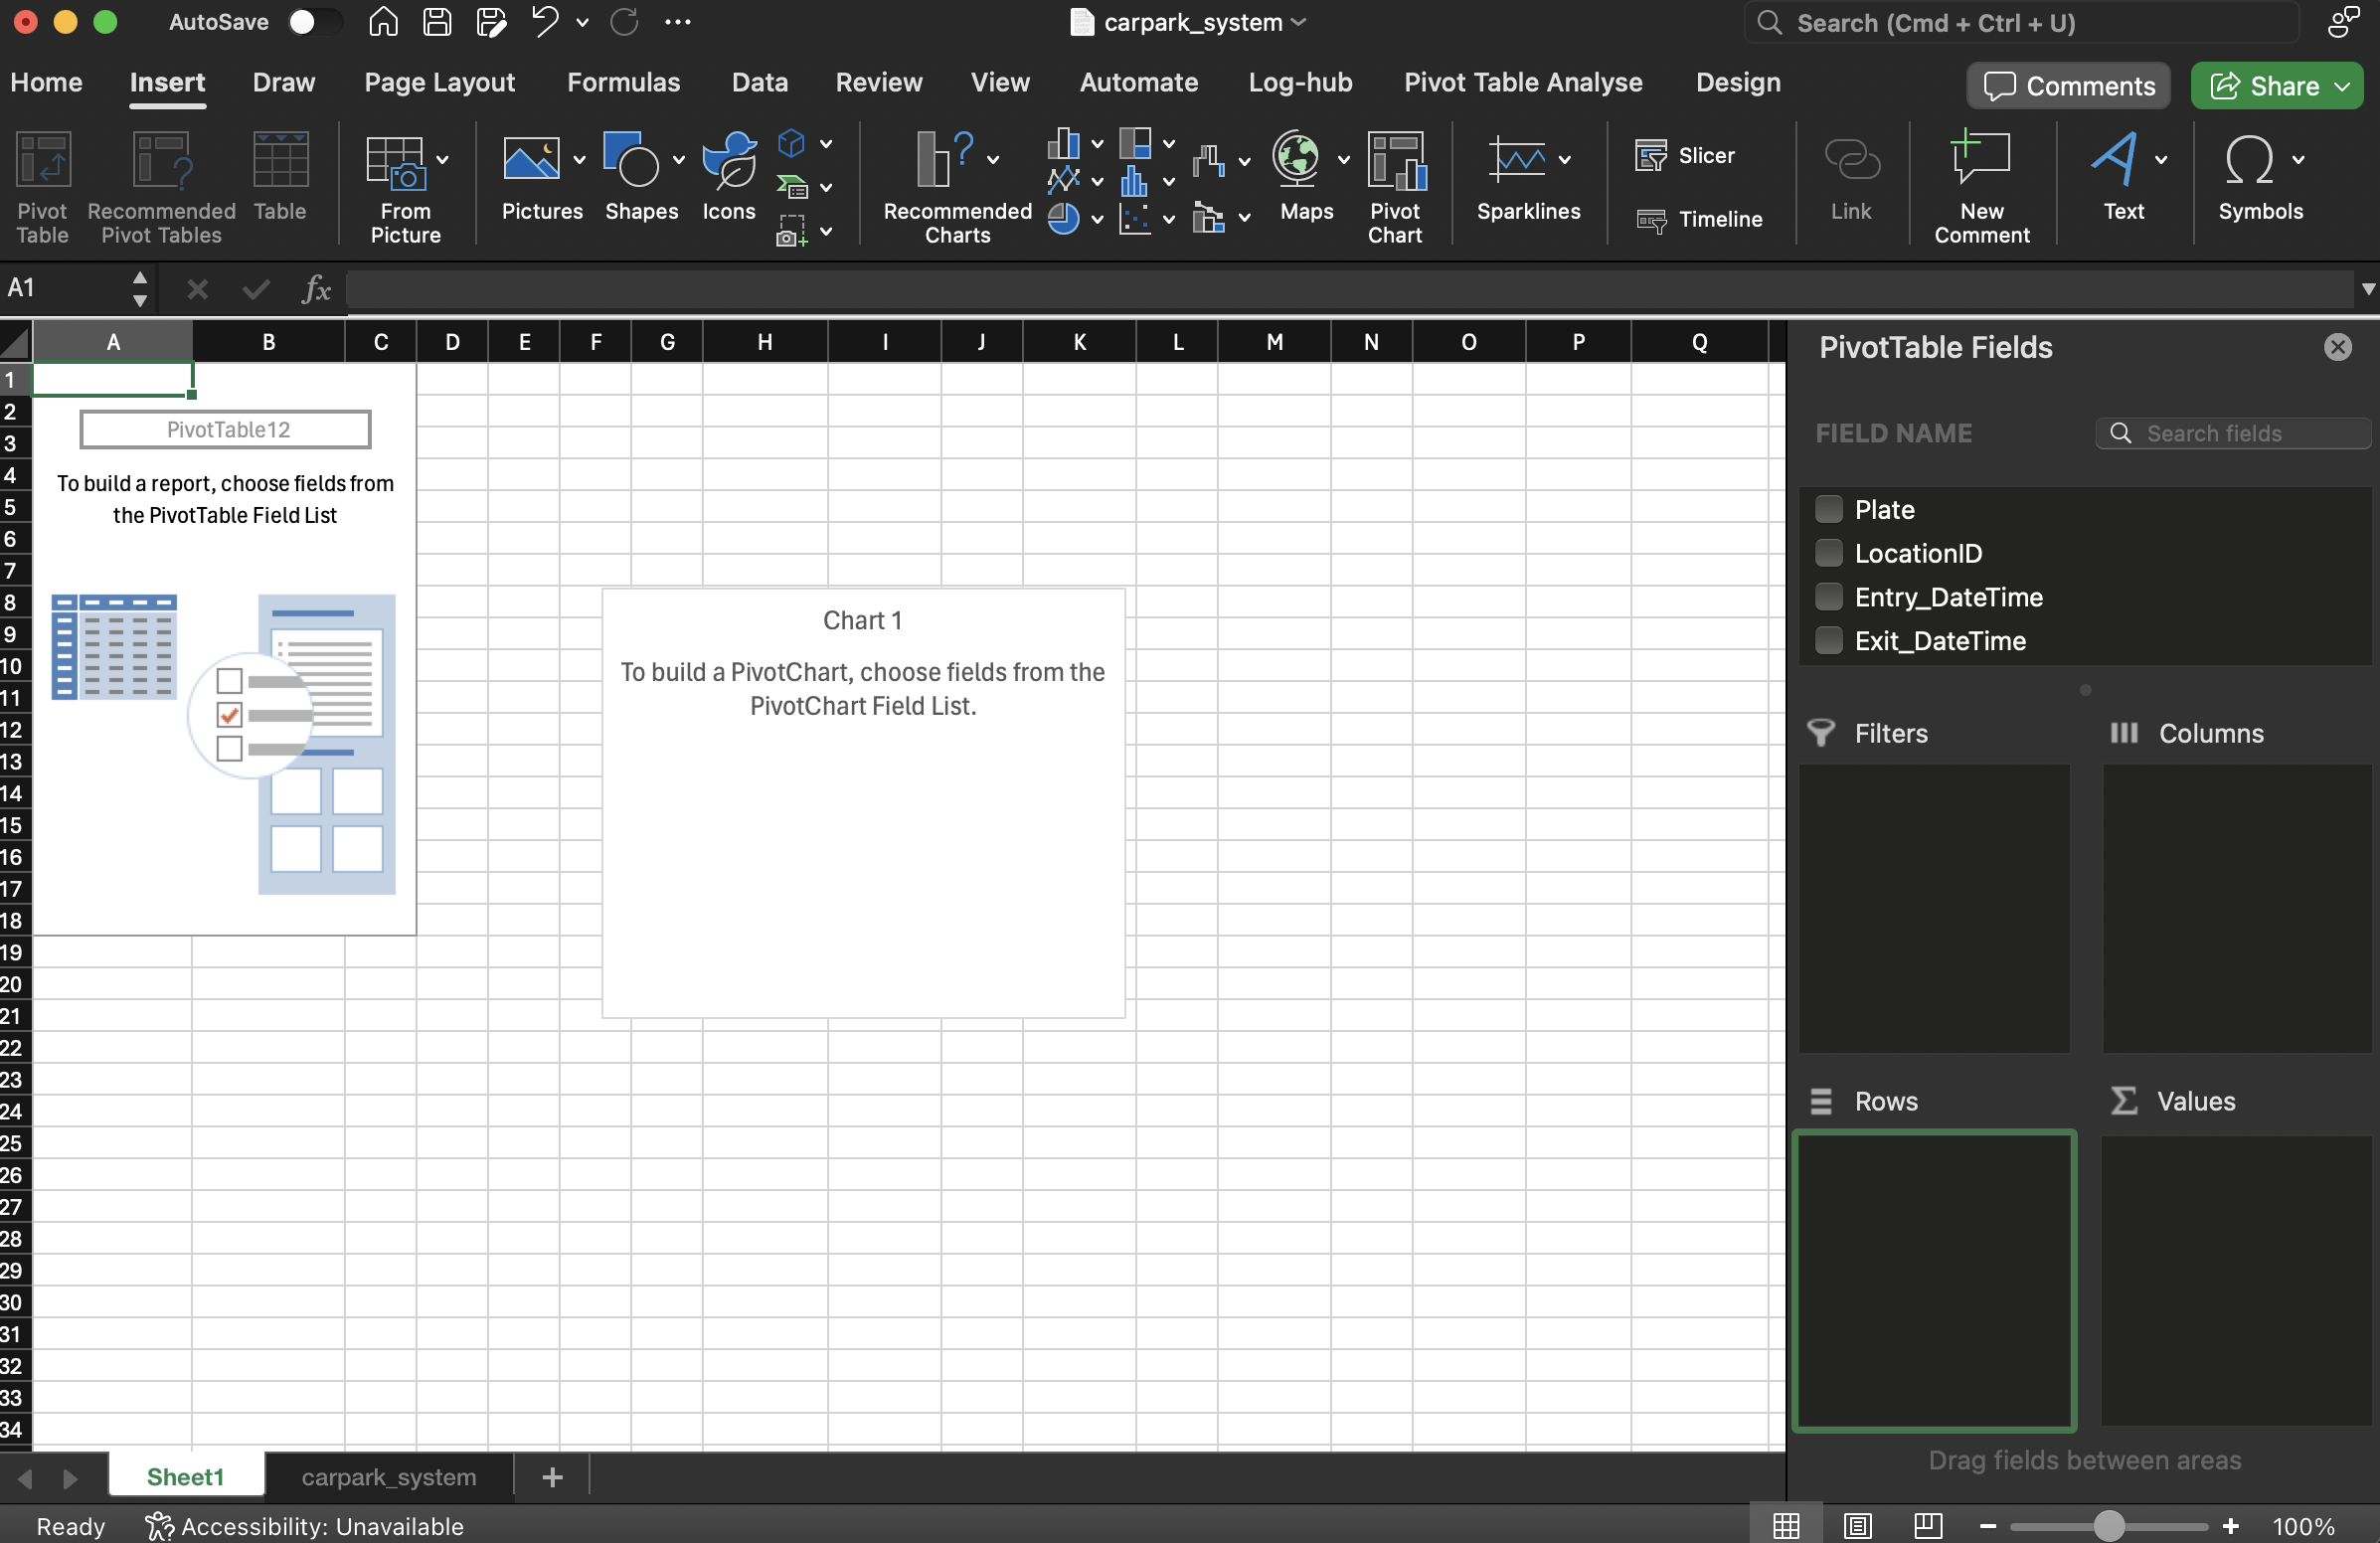 AutoSave carpark_system Search (Cmd + Ctrl + U)
Home Insert Draw Page Layout Formulas Data Review View Automate Log-hub Pivot Table Analyse Design Comments Share
Pivot Table
Recommended Pivot Tables
Table
From Picture
Pictures
Shapes
Icons
Recommended Charts
Maps
Pivot Chart
Sparklines
Slicer
Timeline
Link
New Comment
Text
Symbols
A1 fx
A B C D E F G H I J K L M N O P Q
1
2
3
4
5
6
7
8
9
10
11
12
13
14
15
16
17
18
19
20
21
22
23
24
25
26
27
28
29
30
31
32
33
34
PivotTable12
To build a report, choose fields from
the PivotTable Field List
Chart 1
To build a PivotChart, choose fields from the
PivotChart Field List.
PivotTable Fields
FIELD NAME Search fields
Plate
LocationID
Entry_DateTime
Exit_DateTime
Filters Columns
Rows Values
Drag fields between areas
Sheet1 carpark_system +
Ready Accessibility: Unavailable 100%